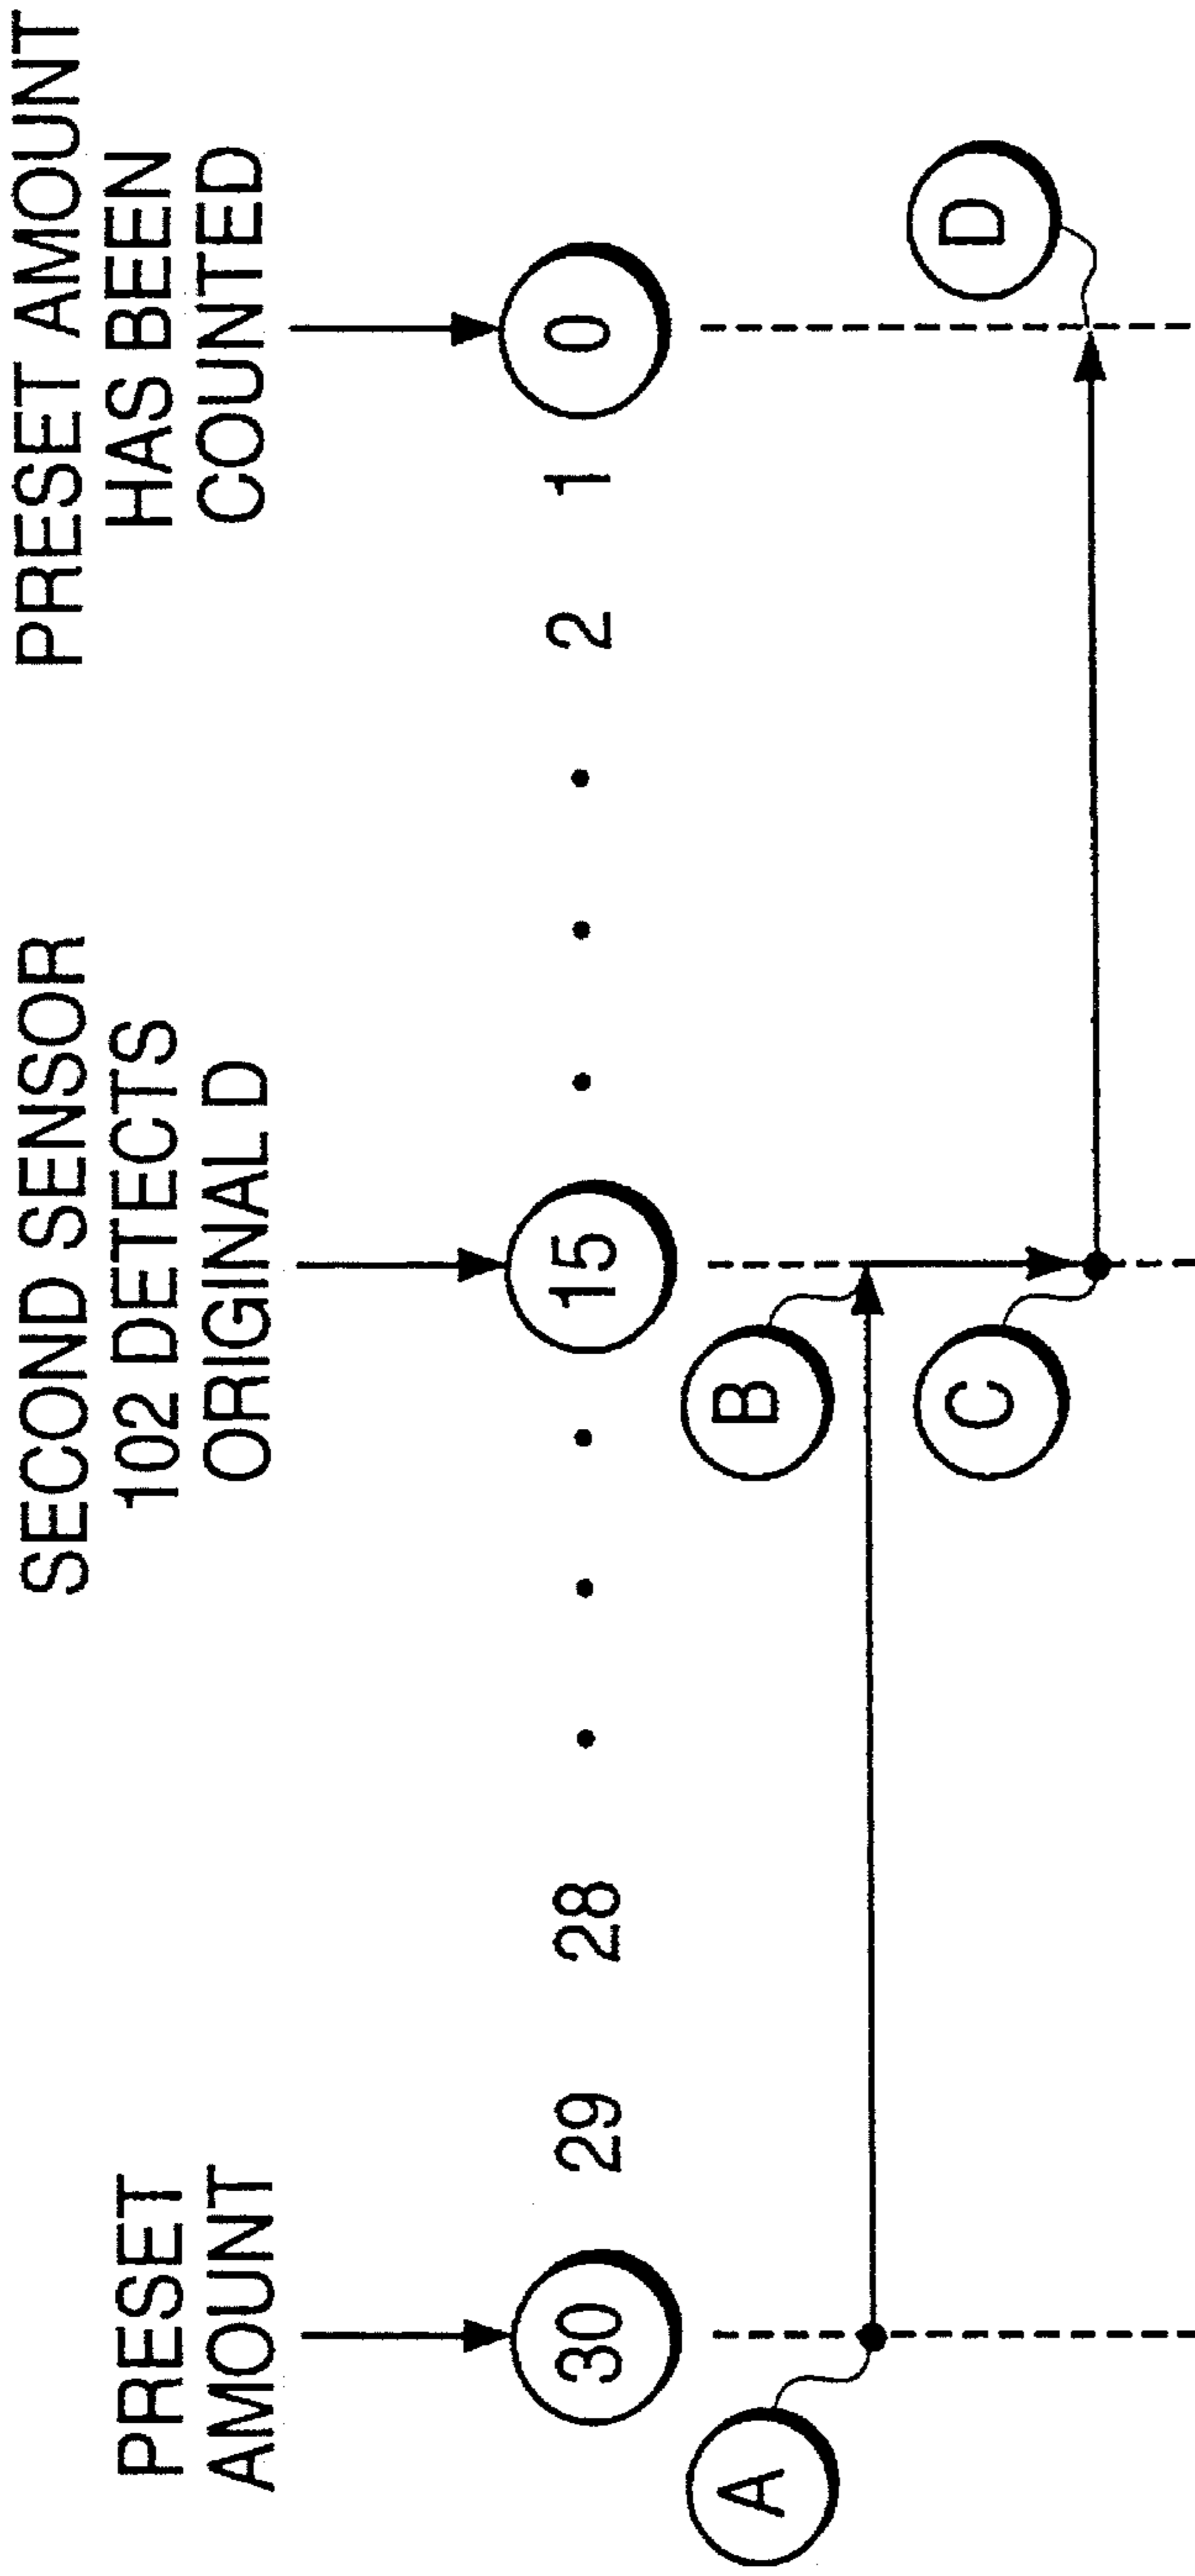 PRESET
AMOUNT
SECOND SENSOR
102 DETECTS
ORIGINAL D
PRESET AMOUNT
HAS BEEN
COUNTED
30 29 28 • • • 15 • • • 2 1 0
A
B
C
D